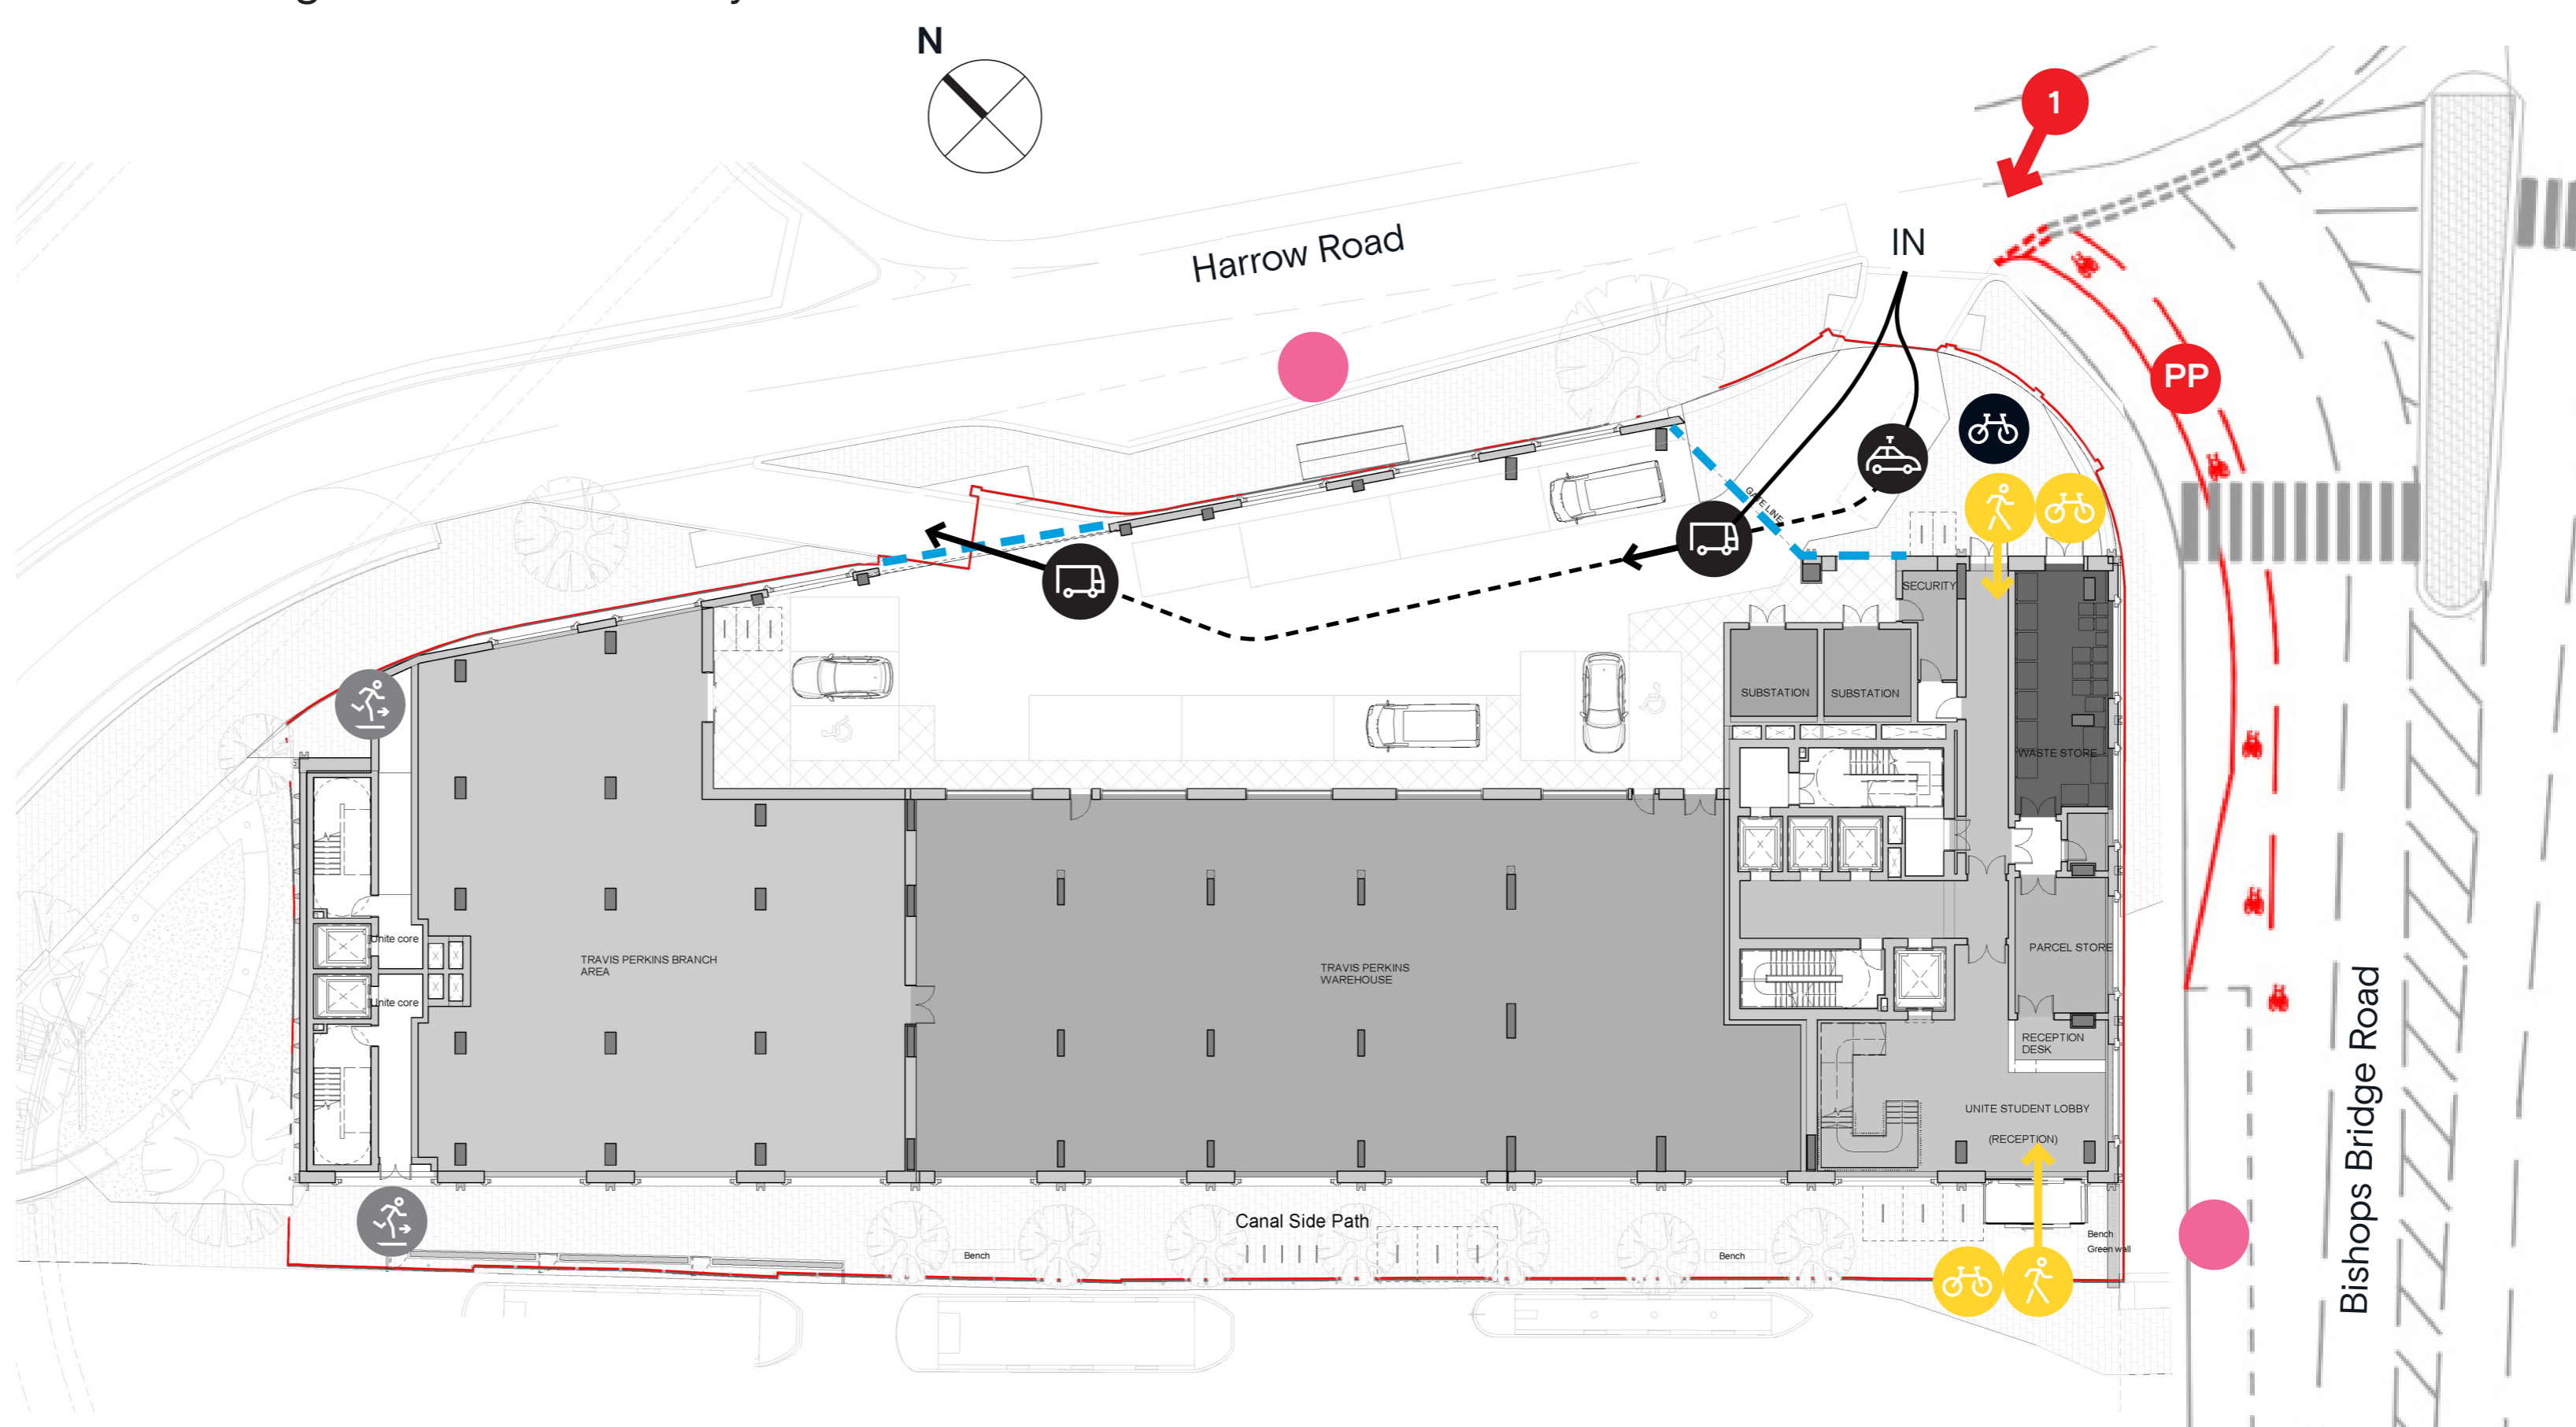 N
1
IN
Harrow Road
PP
GATE LINE
SECURITY
SUBSTATION
SUBSTATION
WASTE STORE
Unite core
Unite core
TRAVIS PERKINS BRANCH
AREA
TRAVIS PERKINS
WAREHOUSE
PARCEL STORE
RECEPTION
DESK
UNITE STUDENT LOBBY
(RECEPTION)
Bishops Bridge Road
Canal Side Path
Bench
Bench
Bench
Green wall